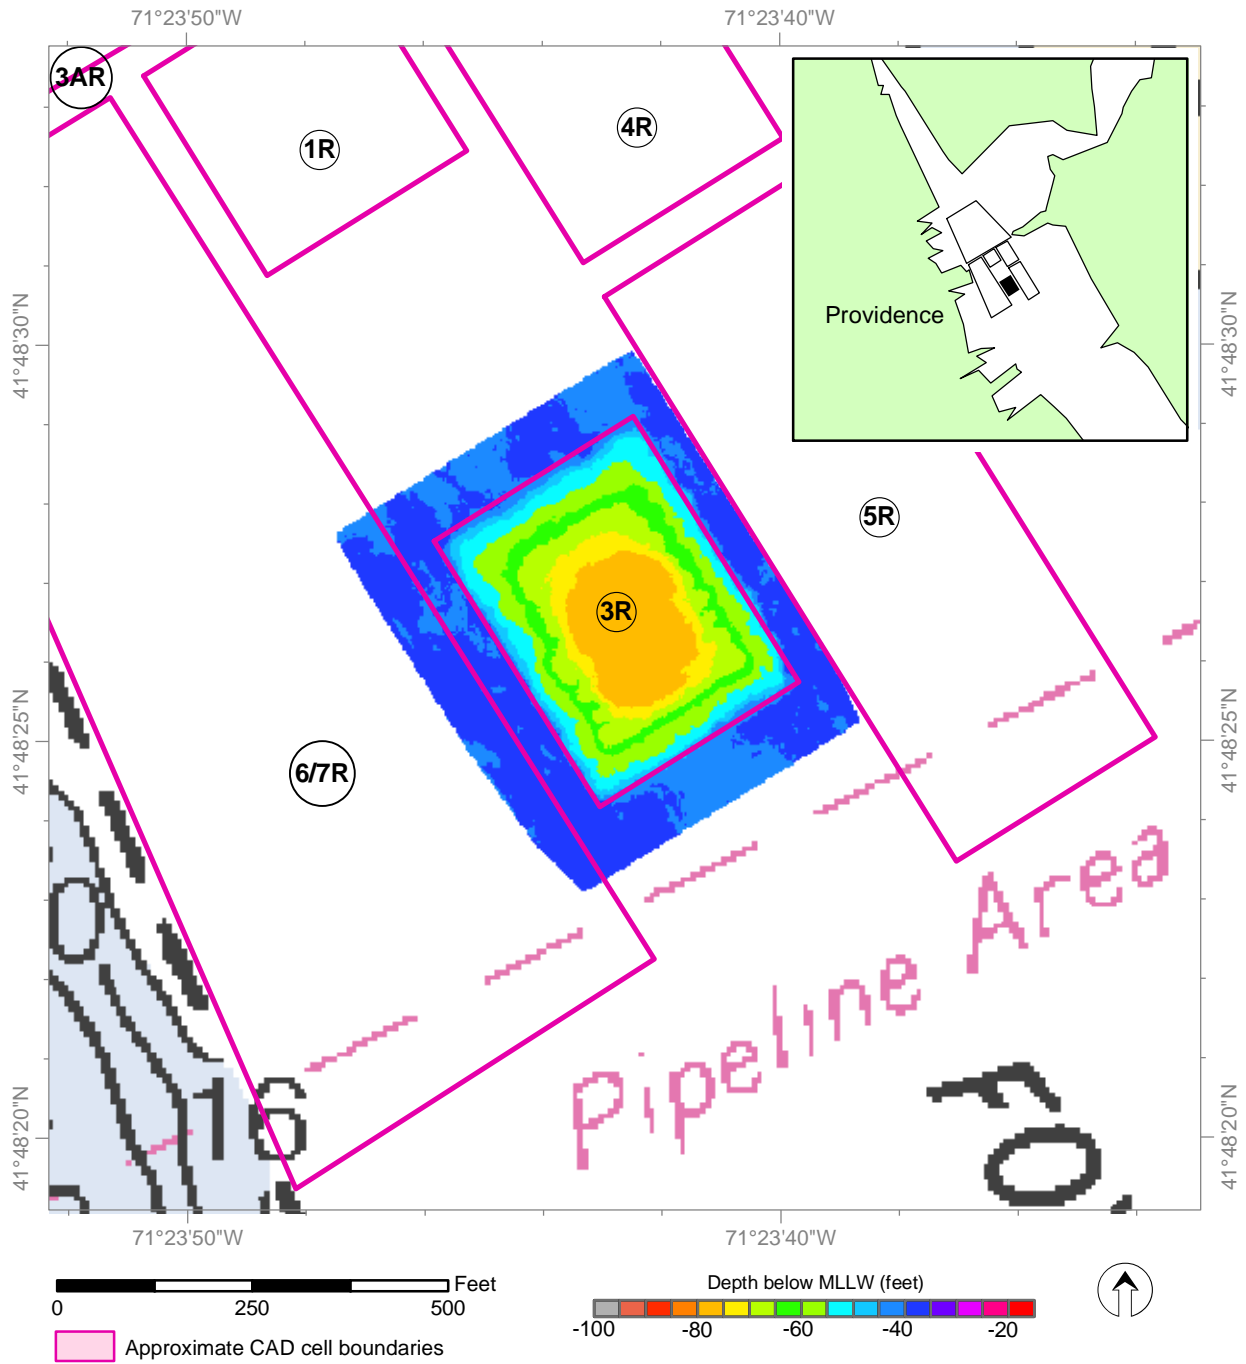 71°23'50"W 71°23'40"W
3AR
1R
4R
Providence
41°48'30"N 41°48'30"N
5R
3R
41°48'25"N 41°48'25"N
6/7R
Pipeline Area
16
41°48'20"N 41°48'20"N
71°23'50"W 71°23'40"W
Feet
0 250 500
Approximate CAD cell boundaries
Depth below MLLW (feet)
-100 -80 -60 -40 -20